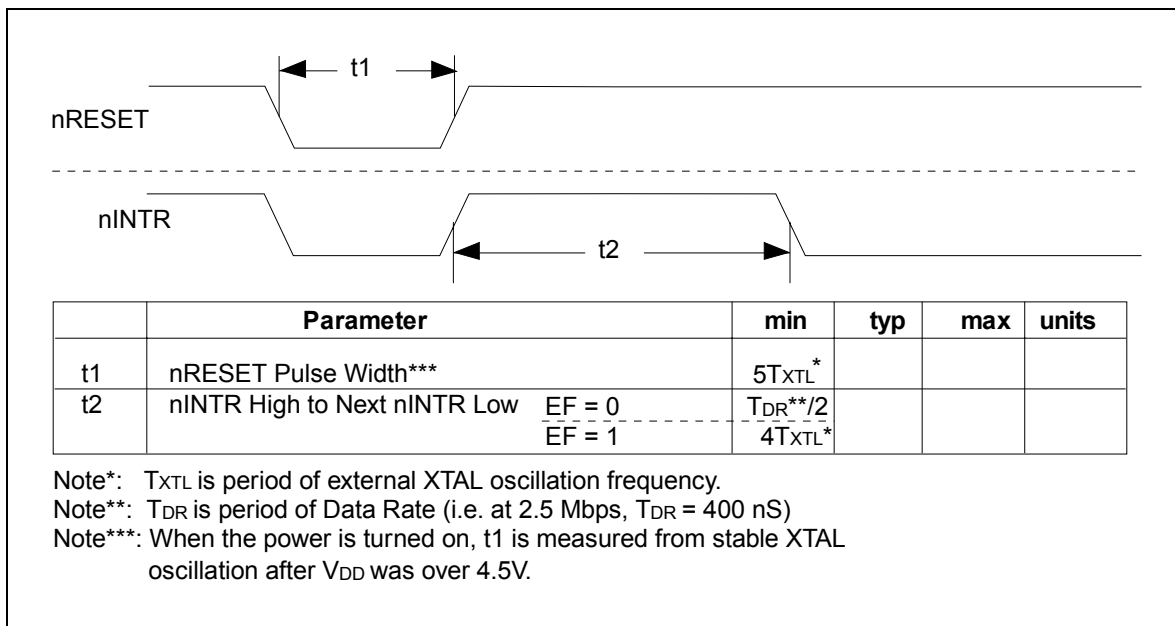 t1
nRESET
nINTR
t2
Parameter min typ max units
t1 nRESET Pulse Width*** 5TXTL*
t2 nINTR High to Next nINTR Low EF = 0 TDR**/2
EF = 1 4TXTL*
Note*: TXTL is period of external XTAL oscillation frequency.
Note**: TDR is period of Data Rate (i.e. at 2.5 Mbps, TDR = 400 nS)
Note***: When the power is turned on, t1 is measured from stable XTAL
oscillation after VDD was over 4.5V.